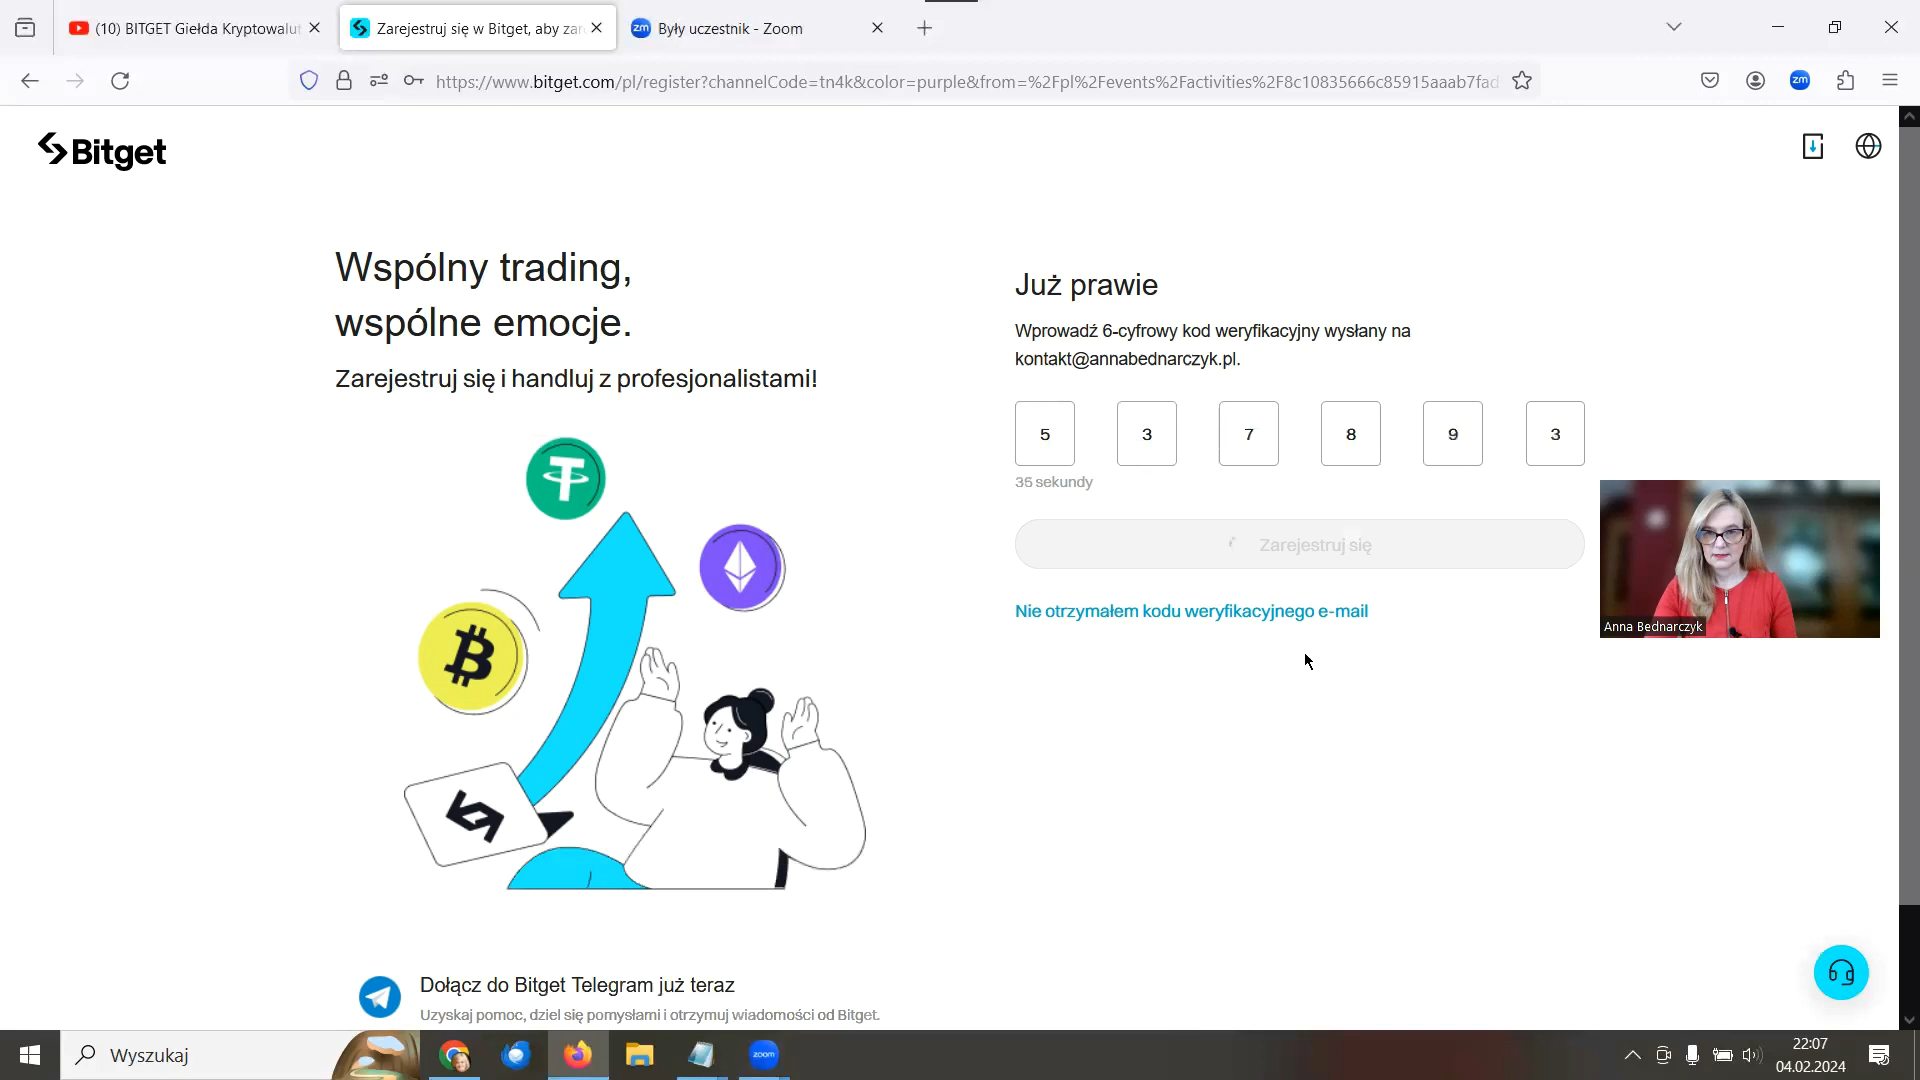 (10) BITGET Giełda Kryptowalut
Zarejestruj się w Bitget, aby zar
zm
Były uczestnik - Zoom
https://www.bitget.com/pl/register?channelCode=tn4k&color=purple&from=%2Fpl%2Fevents%2Factivities%2F8c10835666c85915aaab7fad
zm
Bitget
Wspólny trading,
wspólne emocje.
Zarejestruj się i handluj z profesjonalistami!
Już prawie
Wprowadź 6-cyfrowy kod weryfikacyjny wysłany na
kontakt@annabednarczyk.pl.
5 3 7 8 9 3
35 sekundy
Zarejestruj się
Nie otrzymałem kodu weryfikacyjnego e-mail
Anna Bednarczyk
Dołącz do Bitget Telegram już teraz
Uzyskaj pomoc, dziel się pomysłami i otrzymuj wiadomości od Bitget.
Wyszukaj
zoom
22:07
04.02.2024